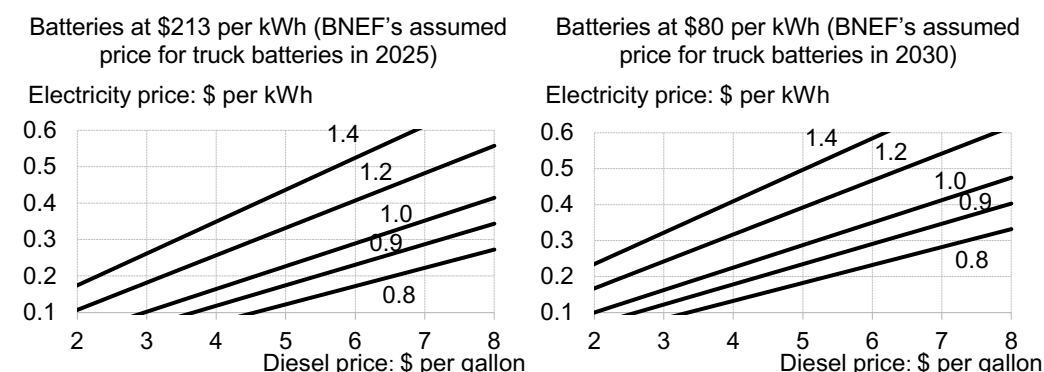 Batteries at $213 per kWh (BNEF’s assumed
price for truck batteries in 2025)
Electricity price: $ per kWh
0.6
0.5
0.4
0.3
0.2
0.1
1.4
1.2
1.0
0.9
0.8
2 3 4 5 6 7 8
Diesel price: $ per gallon
Batteries at $80 per kWh (BNEF’s assumed
price for truck batteries in 2030)
Electricity price: $ per kWh
0.6
0.5
0.4
0.3
0.2
0.1
1.4
1.2
1.0
0.9
0.8
2 3 4 5 6 7 8
Diesel price: $ per gallon